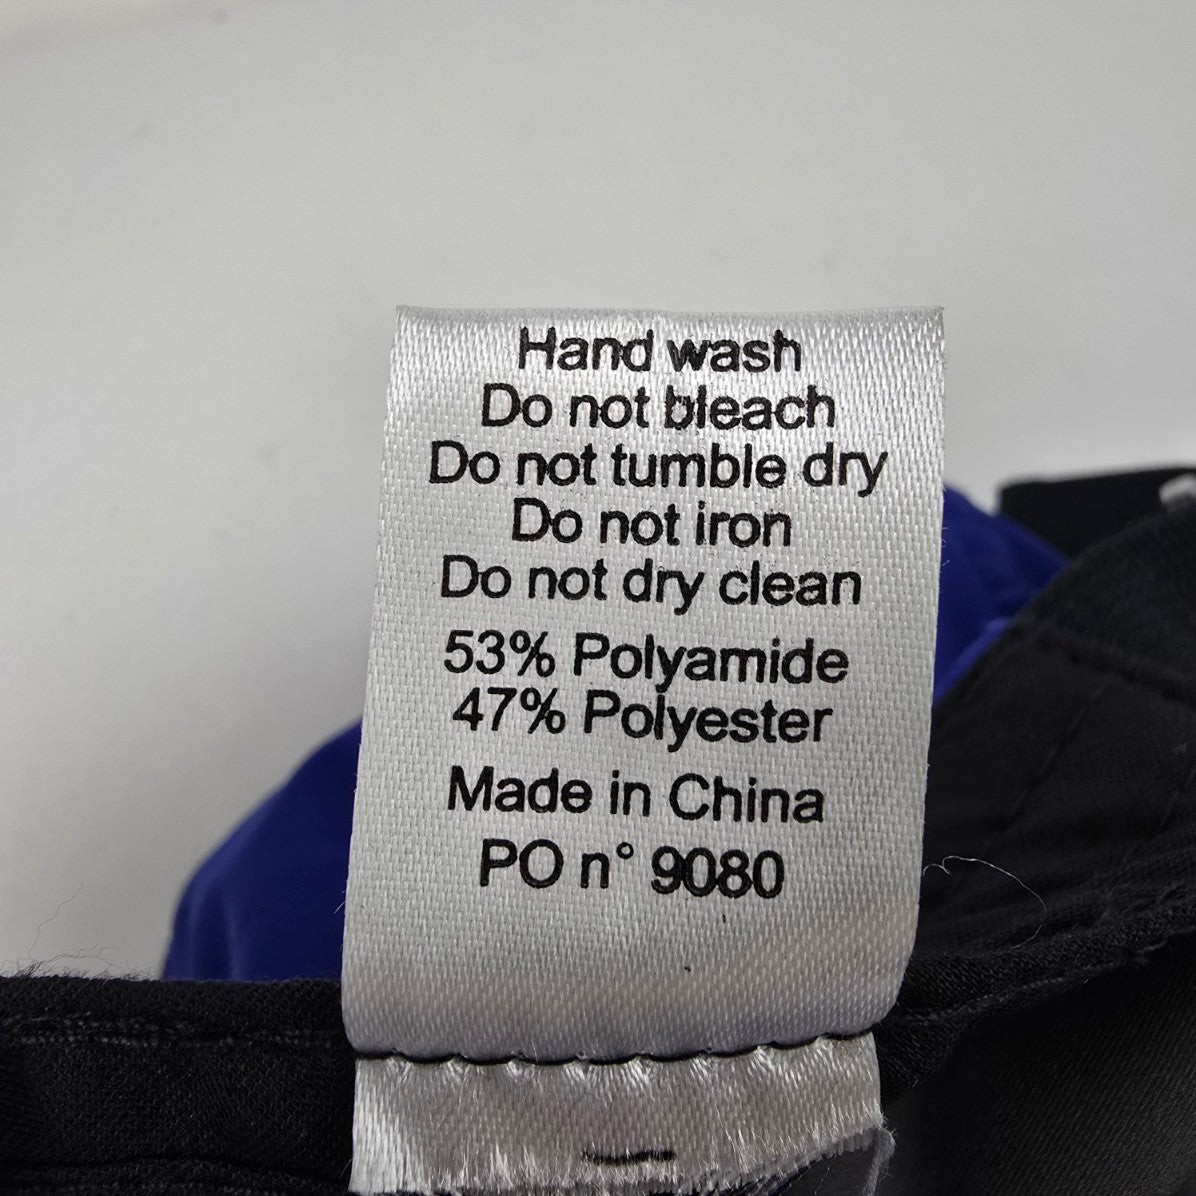 Hand wash
Do not bleach
Do not tumble dry
Do not iron
Do not dry clean
53% Polyamide
47% Polyester
Made in China
PO n° 9080